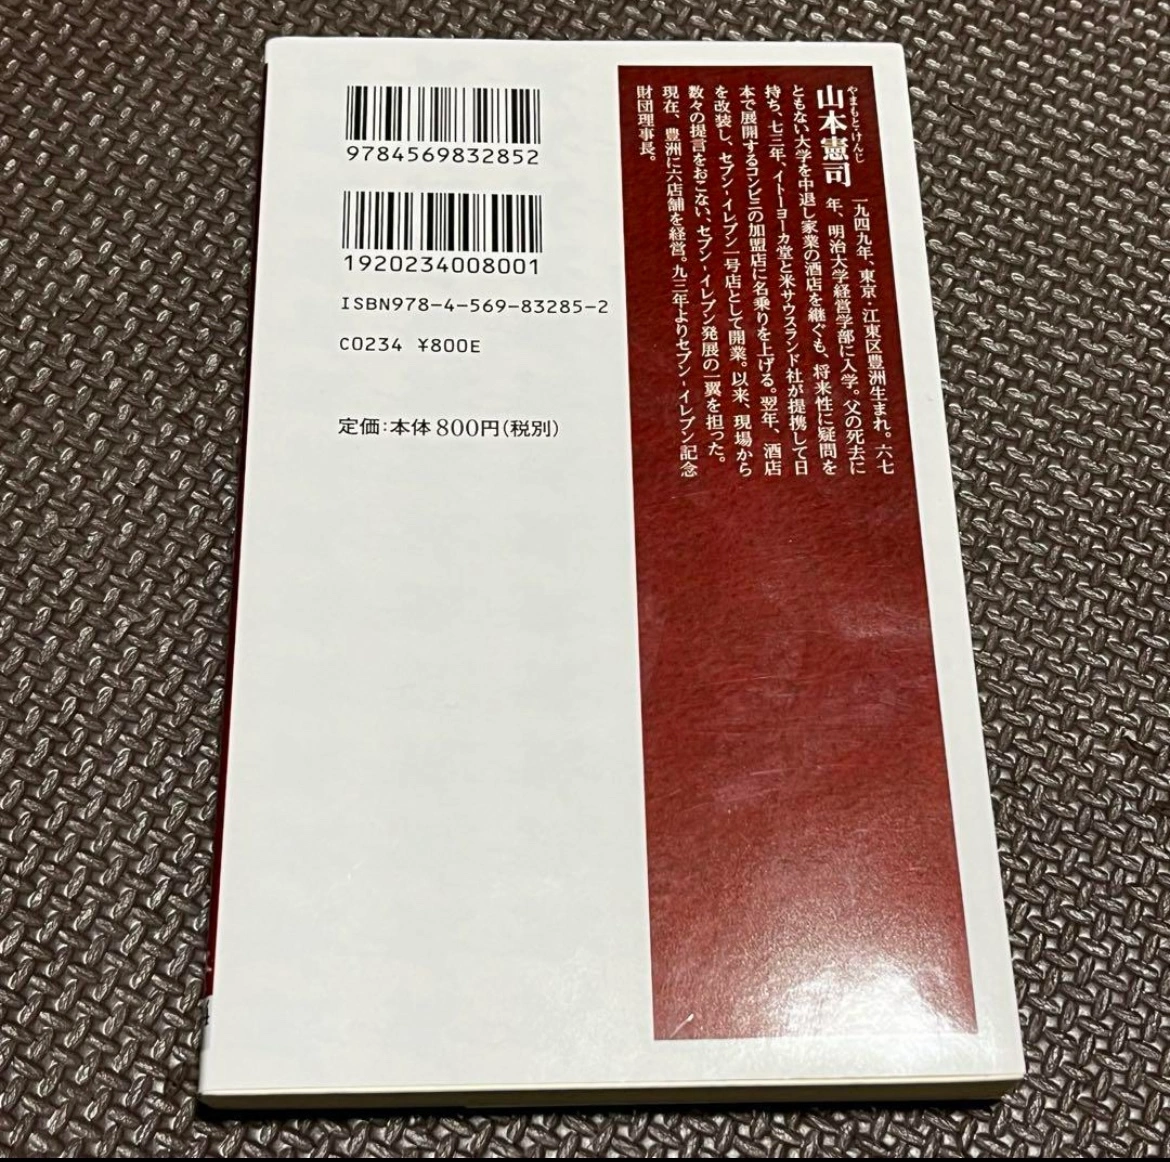 9784569832852
1920234008001
ISBN978-4-569-83285-2
C0234 ¥800E
定価:本体800円(税別)
やまもと・けんじ
山本憲司 一九四九年、東京・江東区豊洲生まれ。六七
年、明治大学経営学部に入学。父の死去に
ともない大学を中退し家業の酒店を継ぐも、将来性に疑問を
持ち、七三年、イトーヨーカ堂と米サウスランド社が提携して日
本で展開するコンビニの加盟店に名乗りを上げる。翌年、酒店
を改装し、セブン-イレブン一号店として開業。以来、現場から
数々の提言をおこない、セブン-イレブン発展の一翼を担った。
現在、豊洲に六店舗を経営。九三年よりセブン-イレブン記念
財団理事長。